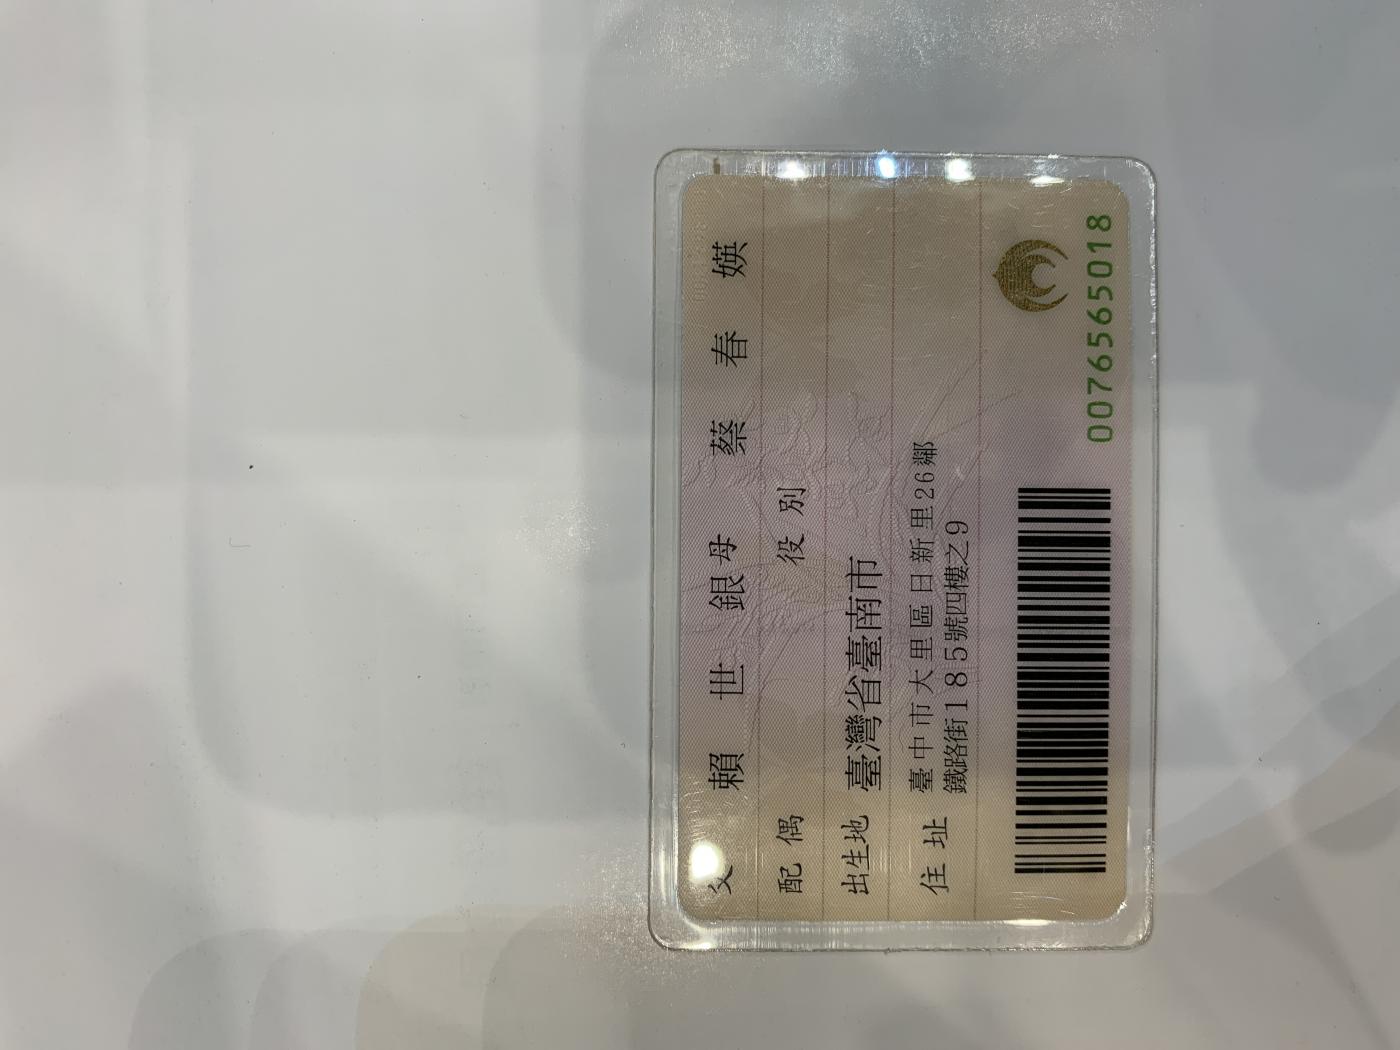 父 賴世銀 母 蔡春媖
配偶 役別
出生地 臺灣省臺南市
住址 臺中市大里區日新里26鄰
鐵路街185號四樓之9
0076565018